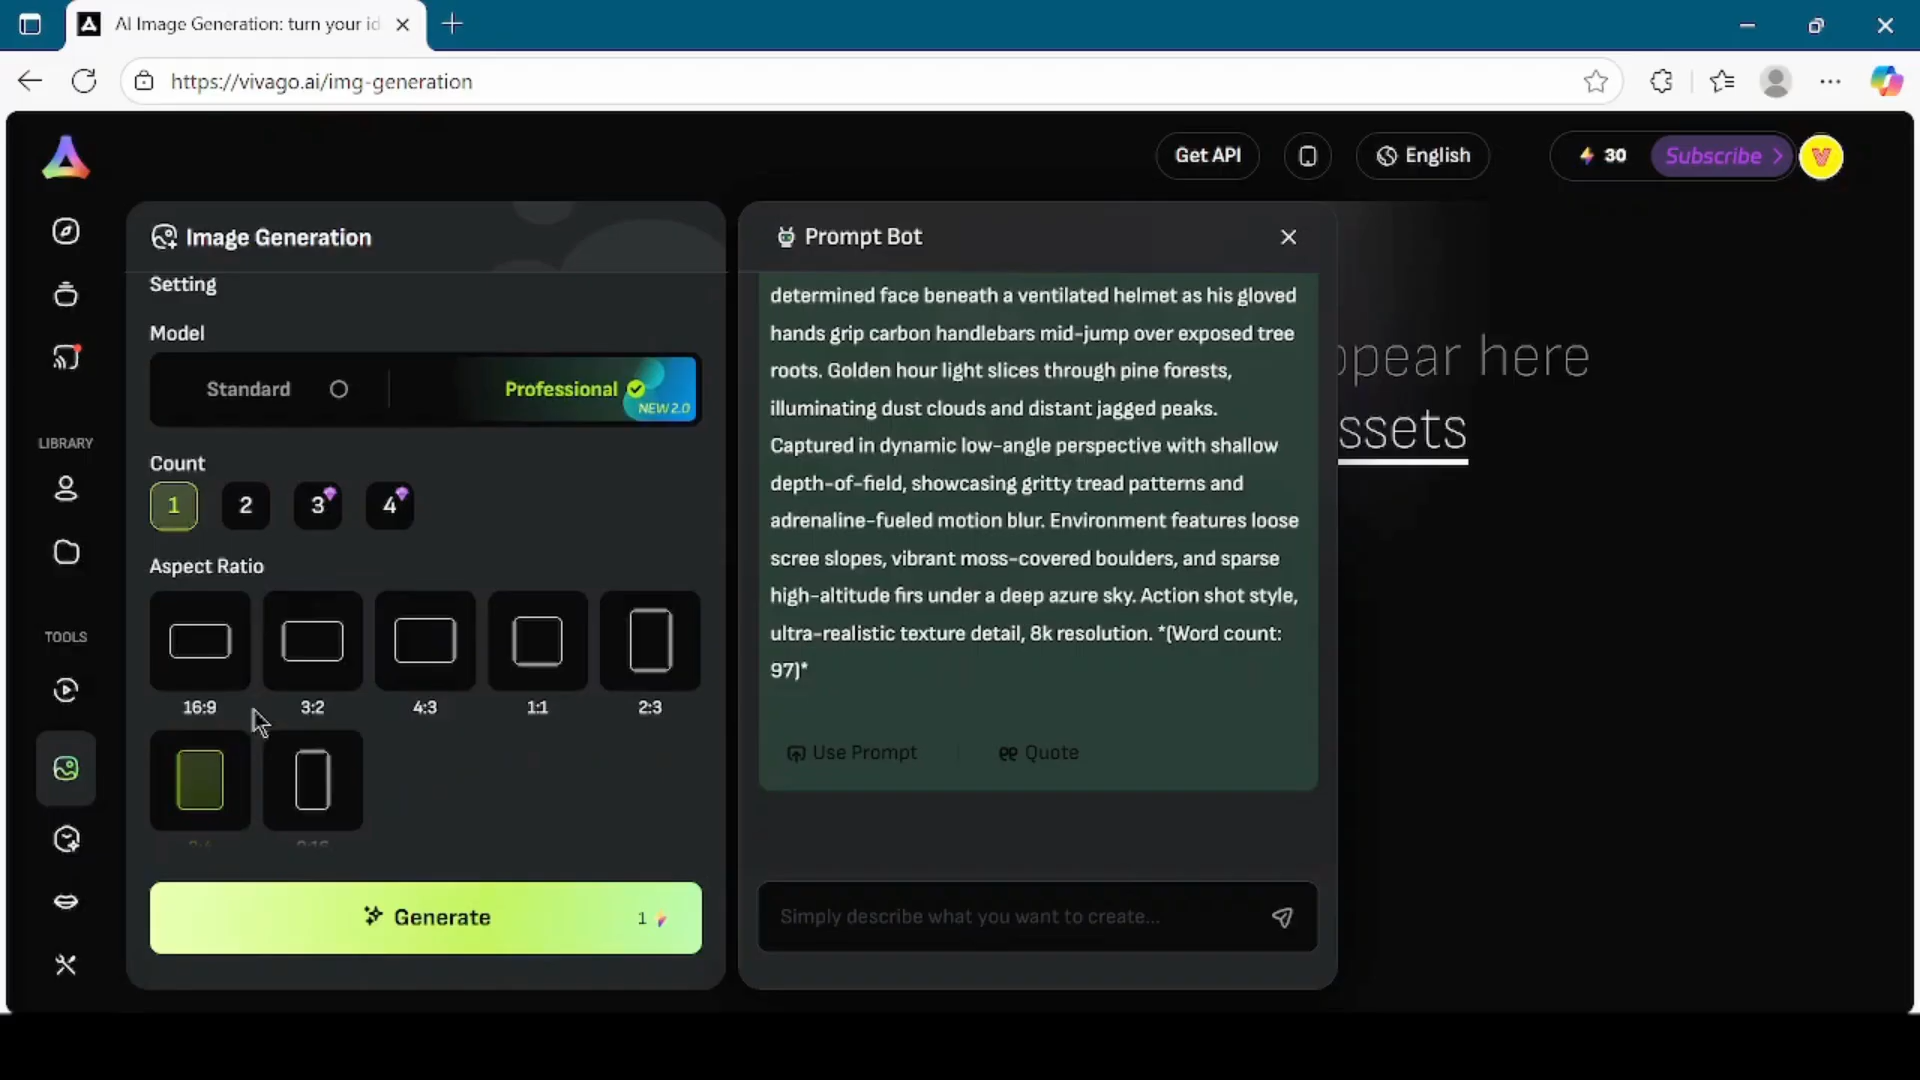 AI Image Generation: turn your id
https://vivago.ai/img-generation
Get API
English
30
Subscribe >
Image Generation
Setting
Model
Standard
Professional
NEW 2.0
Count
1
2
3
4
Aspect Ratio
16:9
3:2
4:3
1:1
2:3
Generate
1
LIBRARY
TOOLS
Prompt Bot
determined face beneath a ventilated helmet as his gloved
hands grip carbon handlebars mid-jump over exposed tree
roots. Golden hour light slices through pine forests,
illuminating dust clouds and distant jagged peaks.
Captured in dynamic low-angle perspective with shallow
depth-of-field, showcasing gritty tread patterns and
adrenaline-fueled motion blur. Environment features loose
scree slopes, vibrant moss-covered boulders, and sparse
high-altitude firs under a deep azure sky. Action shot style,
ultra-realistic texture detail, 8k resolution. *(Word count:
97)*
Use Prompt
Quote
Simply describe what you want to create...
ppear here
ssets